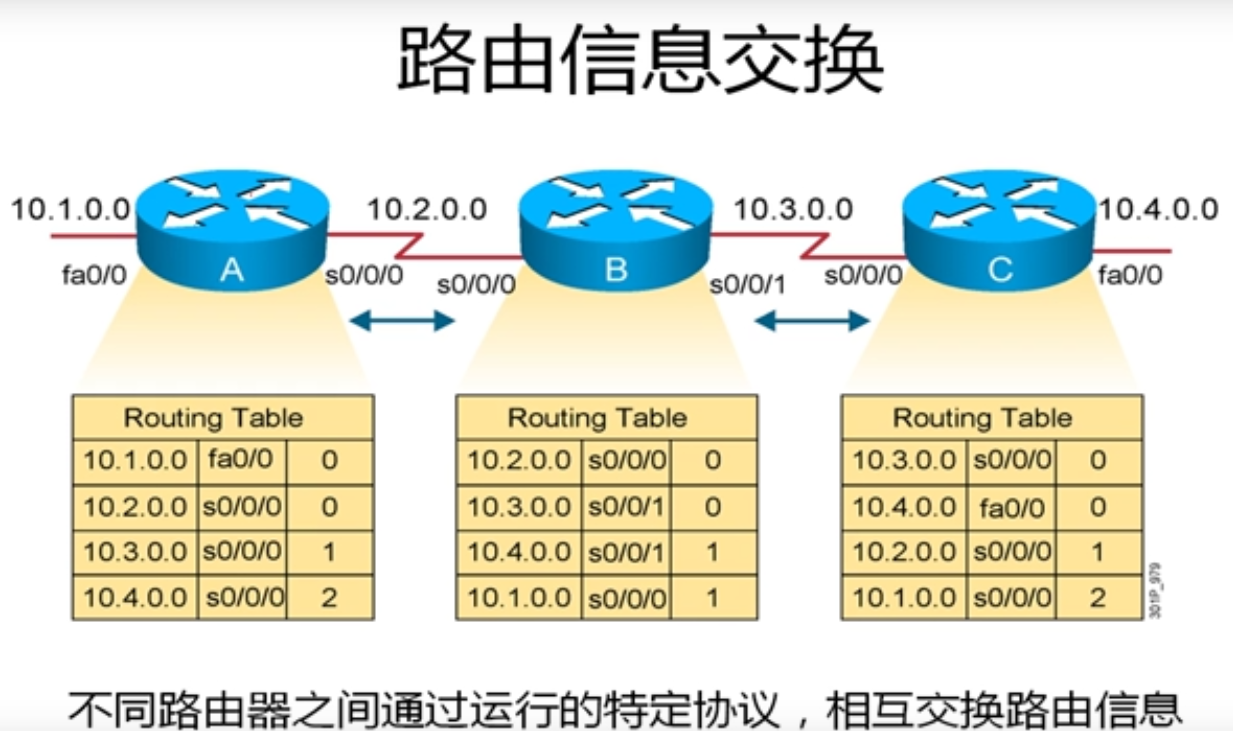 路由信息交换
10.1.0.0
10.2.0.0
10.3.0.0
10.4.0.0
fa0/0
A
s0/0/0
s0/0/0
B
s0/0/1
s0/0/0
C
fa0/0
Routing Table
10.1.0.0 fa0/0 0
10.2.0.0 s0/0/0 0
10.3.0.0 s0/0/0 1
10.4.0.0 s0/0/0 2
Routing Table
10.2.0.0 s0/0/0 0
10.3.0.0 s0/0/1 0
10.4.0.0 s0/0/1 1
10.1.0.0 s0/0/0 1
Routing Table
10.3.0.0 s0/0/0 0
10.4.0.0 fa0/0 0
10.2.0.0 s0/0/0 1
10.1.0.0 s0/0/0 2
301P_979
不同路由器之间通过运行的特定协议，相互交换路由信息